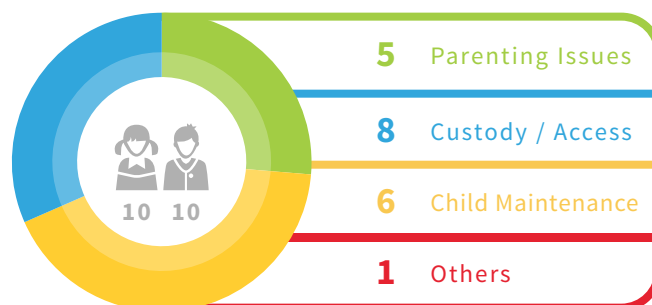 5 Parenting Issues
8 Custody / Access
10 10
6 Child Maintenance
1 Others